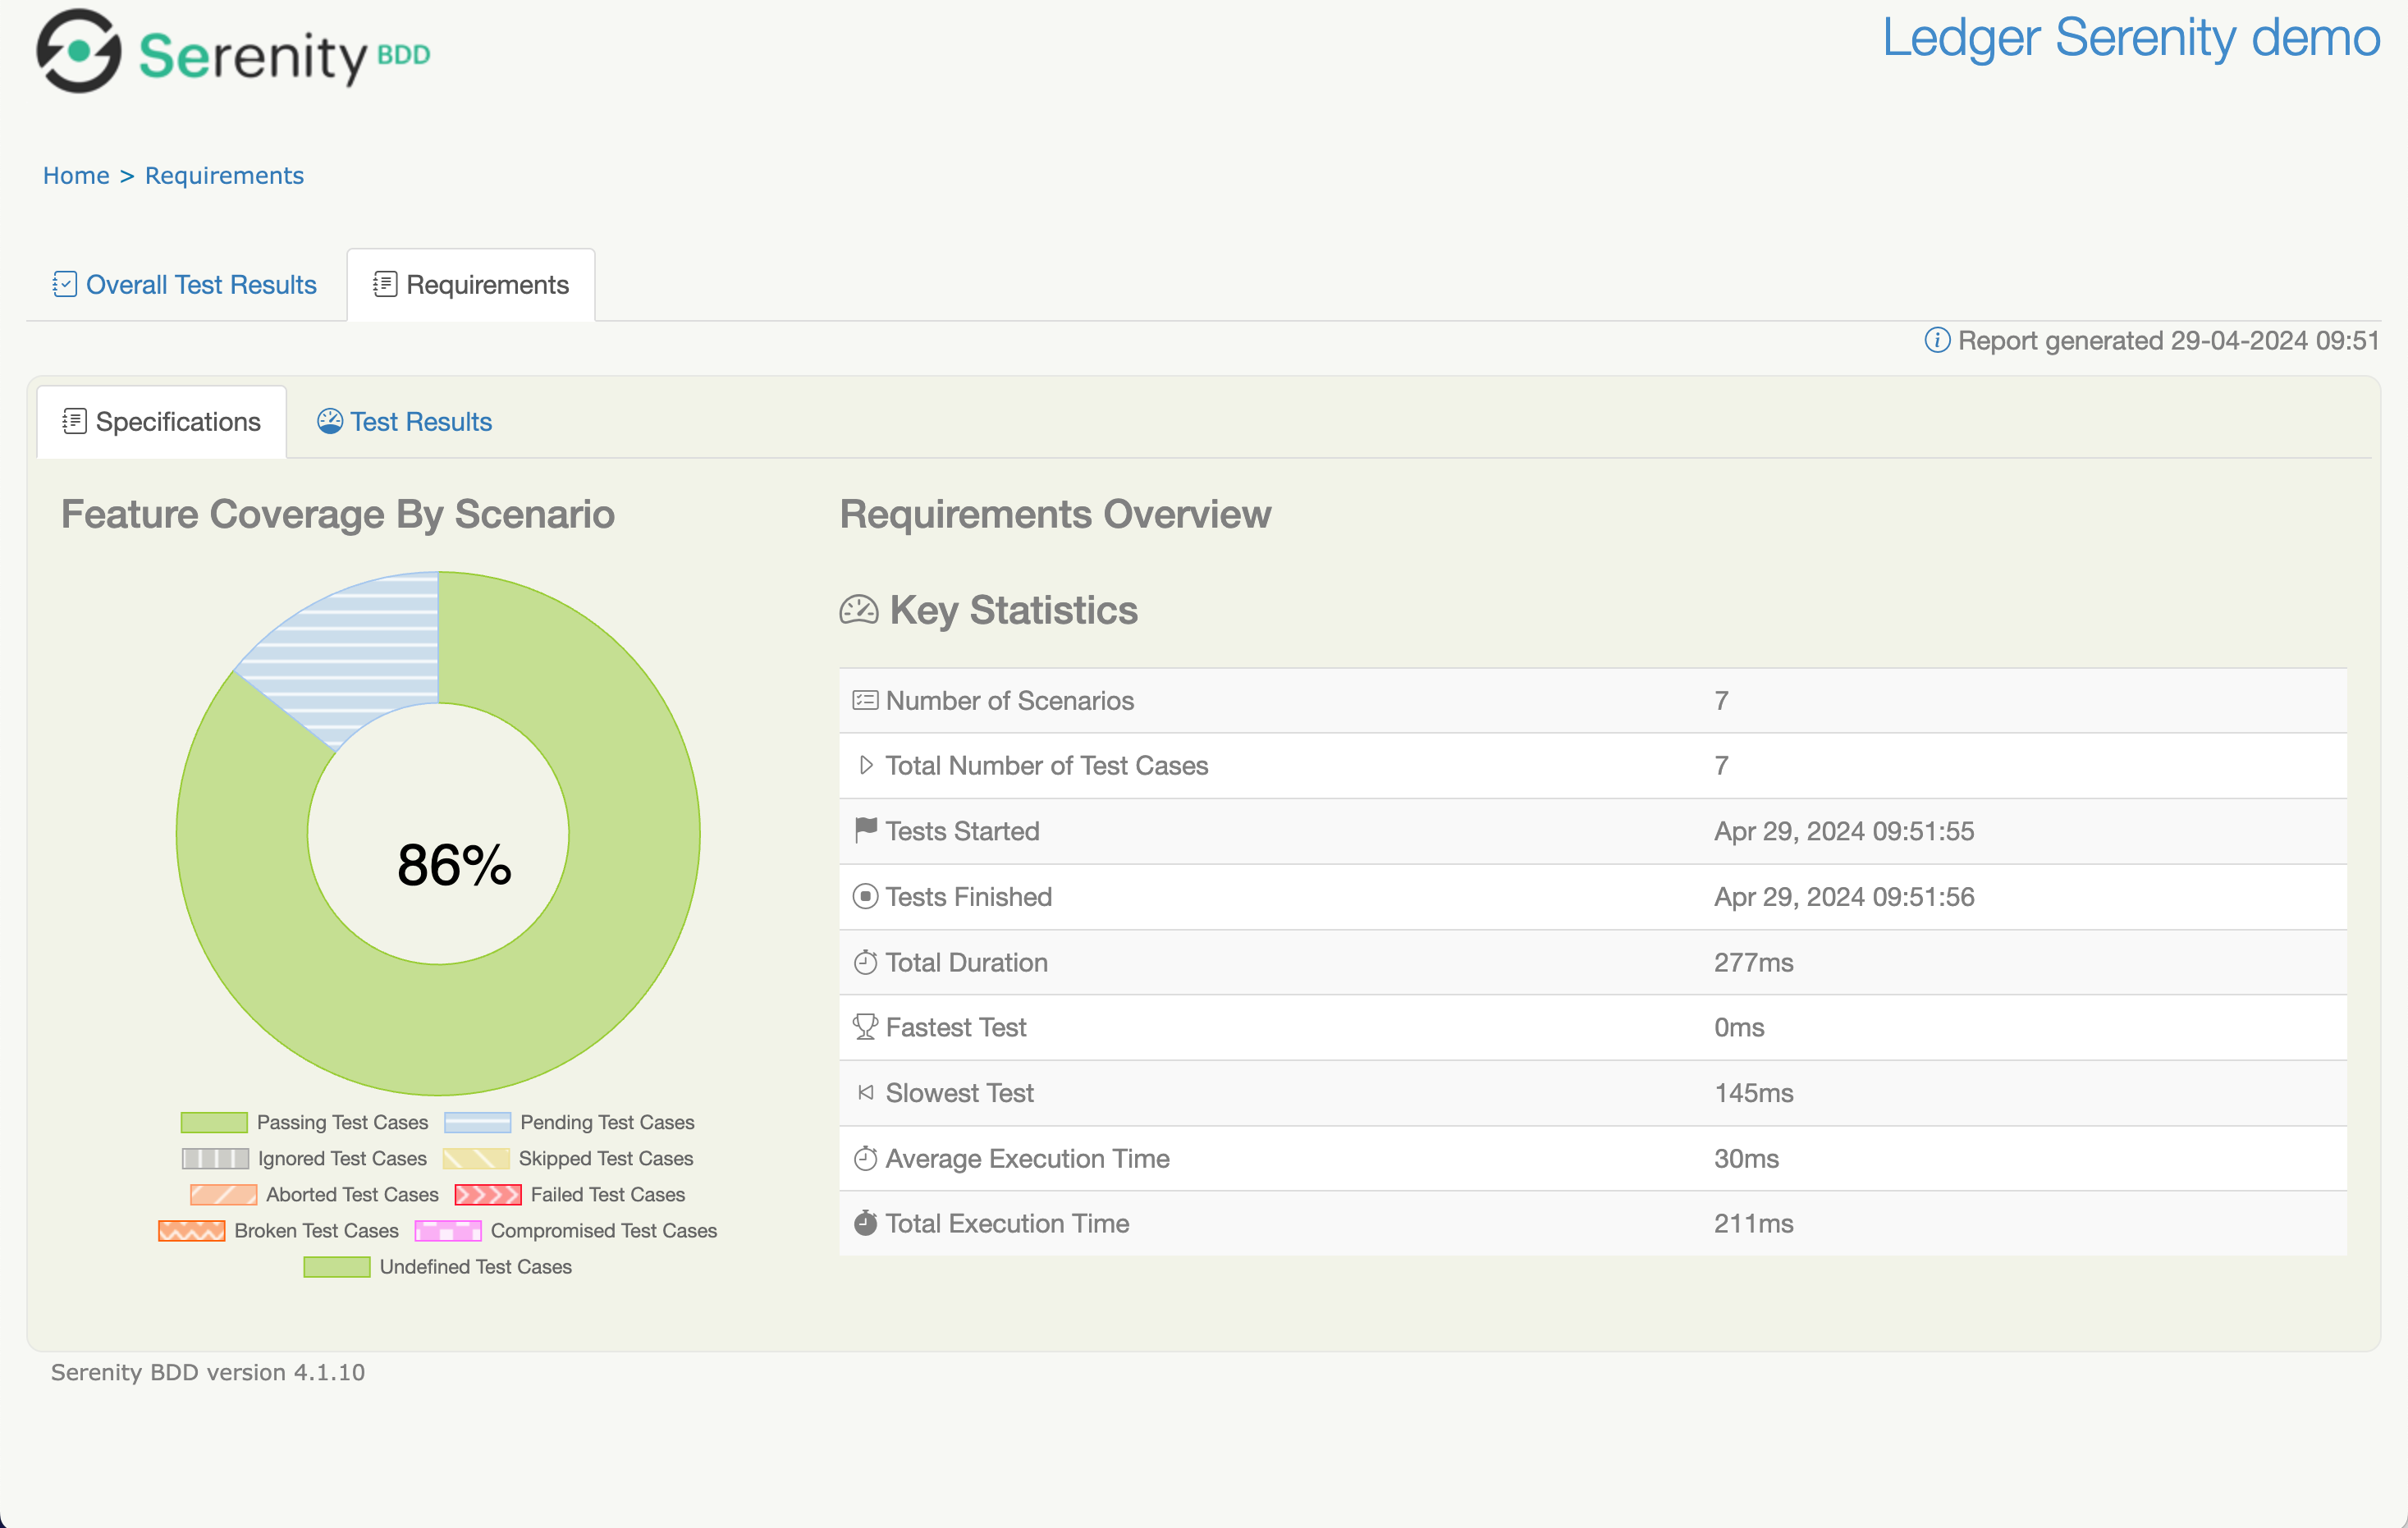 Serenity BDD
Ledger Serenity demo
Home > Requirements
Overall Test Results
Requirements
Report generated 29-04-2024 09:51
Specifications
Test Results
Feature Coverage By Scenario
86%
Passing Test Cases Pending Test Cases
Ignored Test Cases Skipped Test Cases
Aborted Test Cases Failed Test Cases
Broken Test Cases Compromised Test Cases
Undefined Test Cases
Requirements Overview
Key Statistics
Number of Scenarios 7
Total Number of Test Cases 7
Tests Started Apr 29, 2024 09:51:55
Tests Finished Apr 29, 2024 09:51:56
Total Duration 277ms
Fastest Test 0ms
Slowest Test 145ms
Average Execution Time 30ms
Total Execution Time 211ms
Serenity BDD version 4.1.10